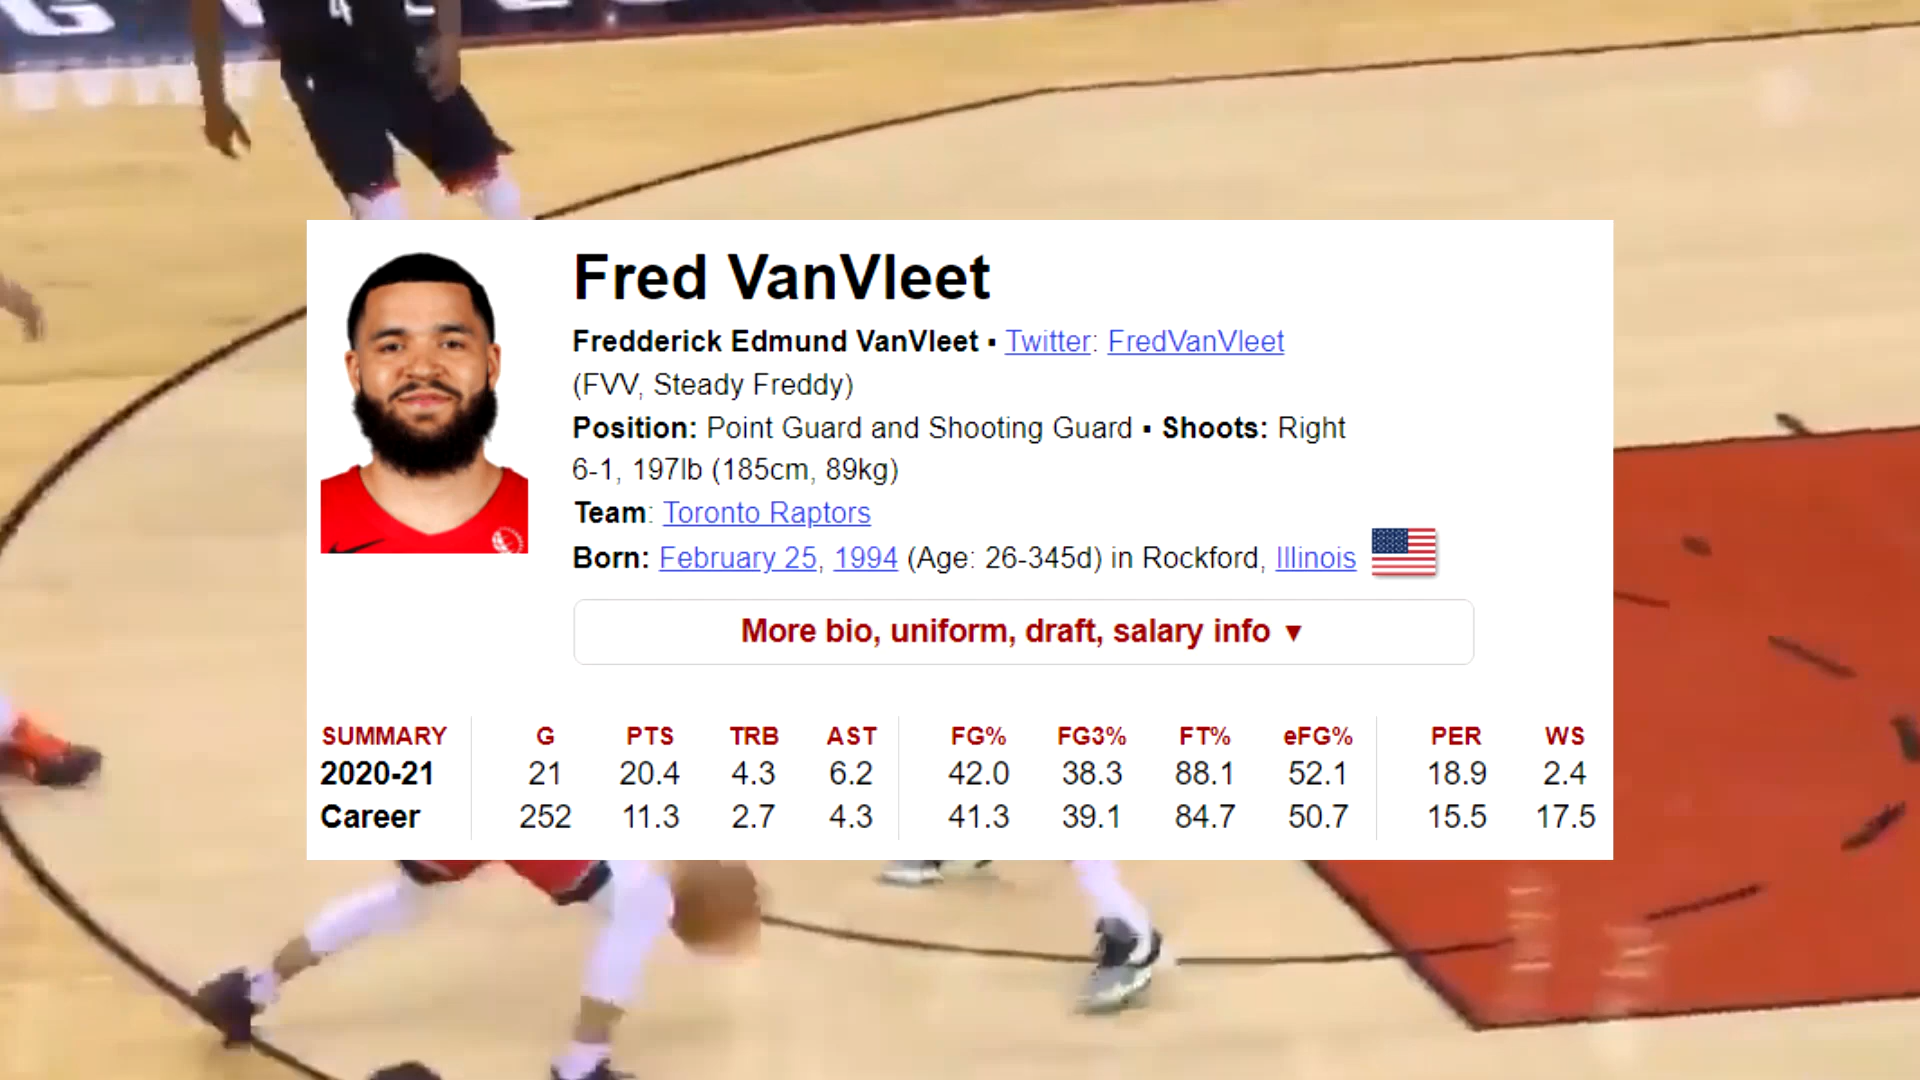 Fred VanVleet
Fredderick Edmund VanVleet ▪ Twitter: FredVanVleet
(FVV, Steady Freddy)
Position: Point Guard and Shooting Guard ▪ Shoots: Right
6-1, 197lb (185cm, 89kg)
Team: Toronto Raptors
Born: February 25, 1994 (Age: 26-345d) in Rockford, Illinois
More bio, uniform, draft, salary info ▼
SUMMARY G PTS TRB AST FG% FG3% FT% eFG% PER WS
2020-21 21 20.4 4.3 6.2 42.0 38.3 88.1 52.1 18.9 2.4
Career 252 11.3 2.7 4.3 41.3 39.1 84.7 50.7 15.5 17.5